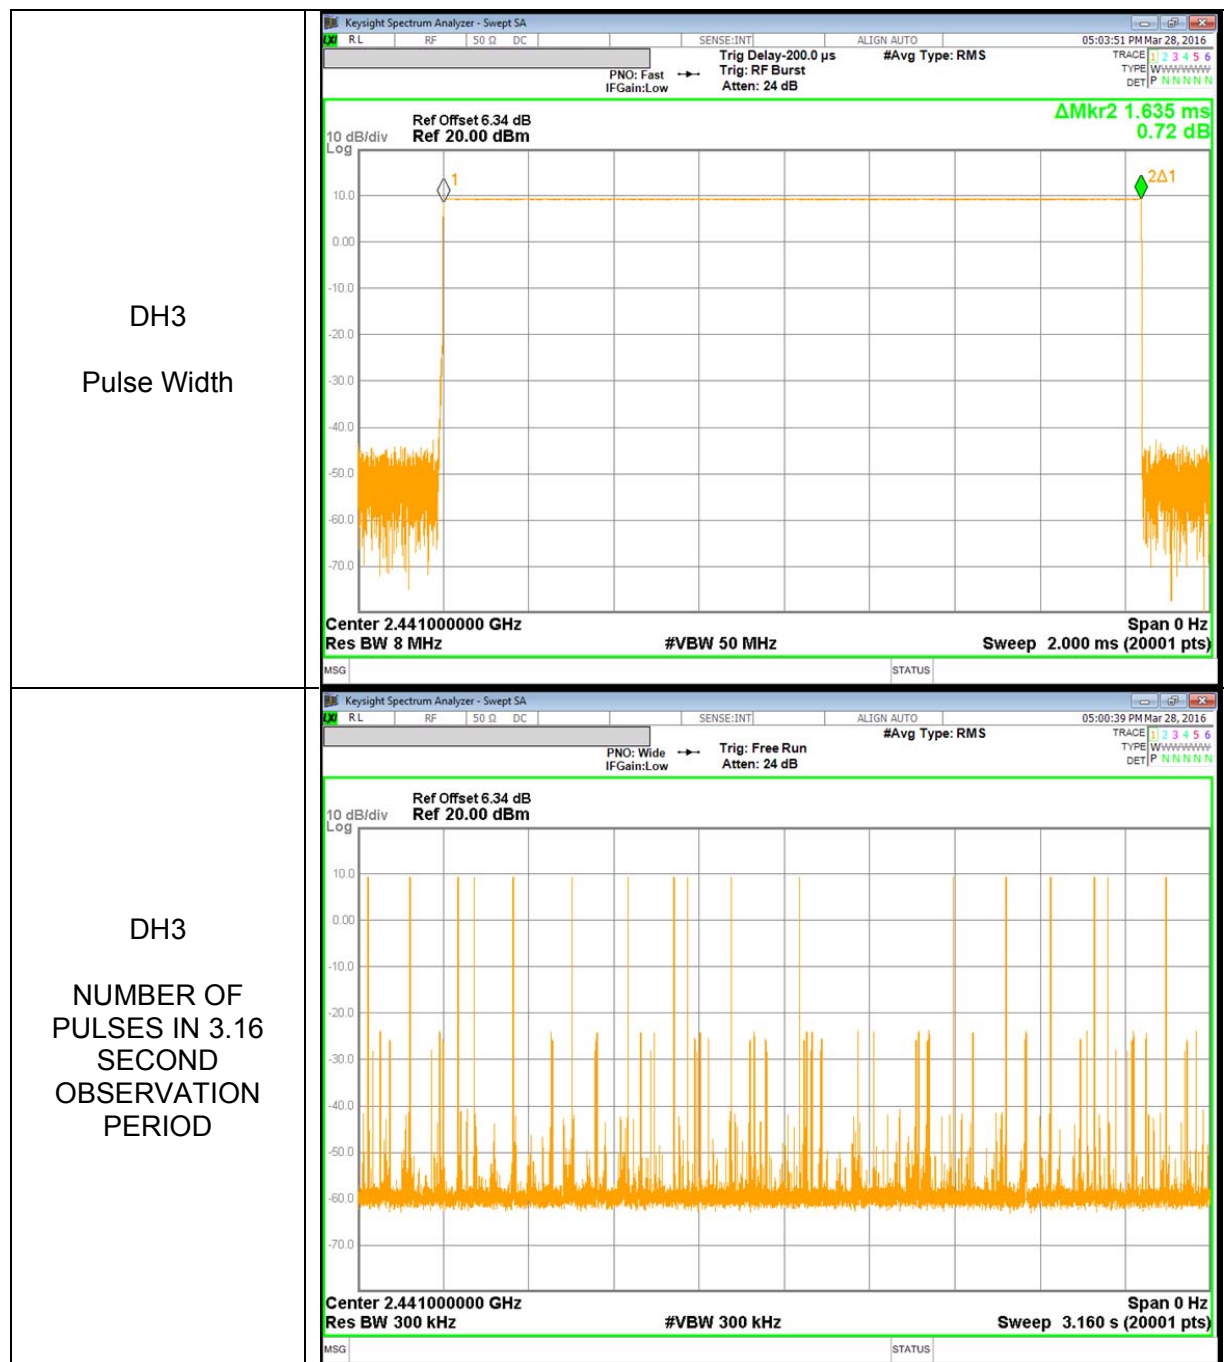 DH3
Pulse Width
Keysight Spectrum Analyzer - Swept SA
LXI RL RF 50 Ω DC SENSE:INT ALIGN AUTO 05:03:51 PM Mar 28, 2016
Trig Delay-200.0 µs #Avg Type: RMS TRACE 1 2 3 4 5 6
PNO: Fast Trig: RF Burst TYPE WWWWWWW
IFGain:Low Atten: 24 dB DET P N N N N N
ΔMkr2 1.635 ms
0.72 dB
Ref Offset 6.34 dB
10 dB/div Ref 20.00 dBm
Log
1
2Δ1
10.0
0.00
-10.0
-20.0
-30.0
-40.0
-50.0
-60.0
-70.0
Center 2.441000000 GHz Span 0 Hz
Res BW 8 MHz #VBW 50 MHz Sweep 2.000 ms (20001 pts)
MSG STATUS
DH3
NUMBER OF
PULSES IN 3.16
SECOND
OBSERVATION
PERIOD
Keysight Spectrum Analyzer - Swept SA
LXI RL RF 50 Ω DC SENSE:INT ALIGN AUTO 05:00:39 PM Mar 28, 2016
#Avg Type: RMS TRACE 1 2 3 4 5 6
PNO: Wide Trig: Free Run TYPE WWWWWWW
IFGain:Low Atten: 24 dB DET P N N N N N
Ref Offset 6.34 dB
10 dB/div Ref 20.00 dBm
Log
10.0
0.00
-10.0
-20.0
-30.0
-40.0
-50.0
-60.0
-70.0
Center 2.441000000 GHz Span 0 Hz
Res BW 300 kHz #VBW 300 kHz Sweep 3.160 s (20001 pts)
MSG STATUS